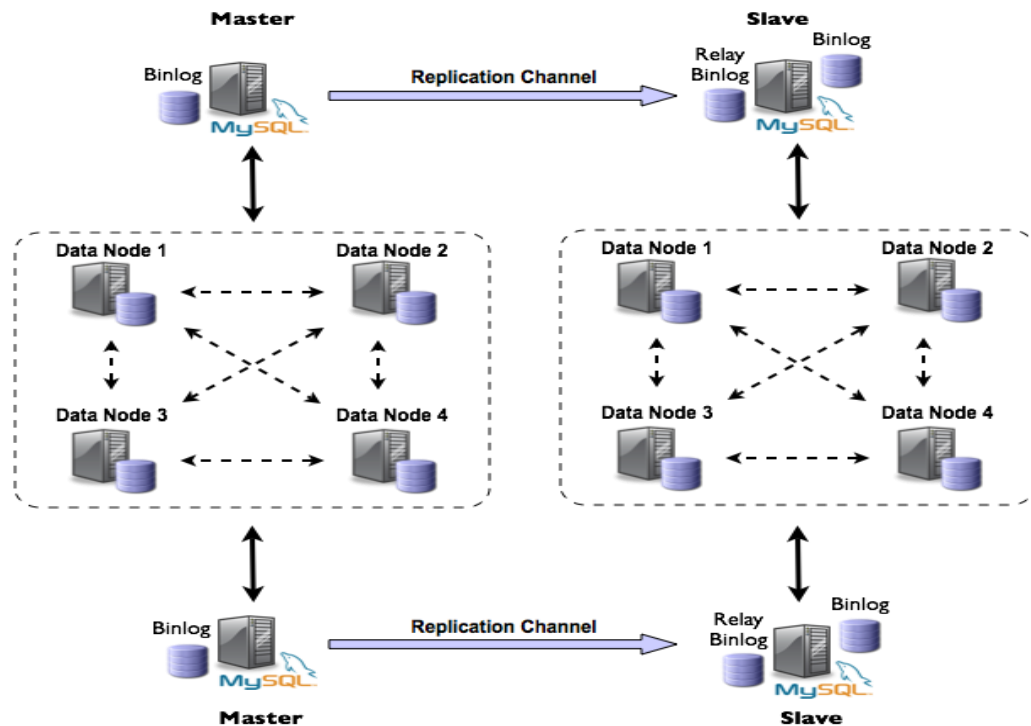 Master
Slave
Binlog
Relay
Binlog
Binlog
Replication Channel
MySQL
MySQL
Data Node 1
Data Node 2
Data Node 1
Data Node 2
Data Node 3
Data Node 4
Data Node 3
Data Node 4
Binlog
Replication Channel
Relay
Binlog
Binlog
MySQL
MySQL
Master
Slave